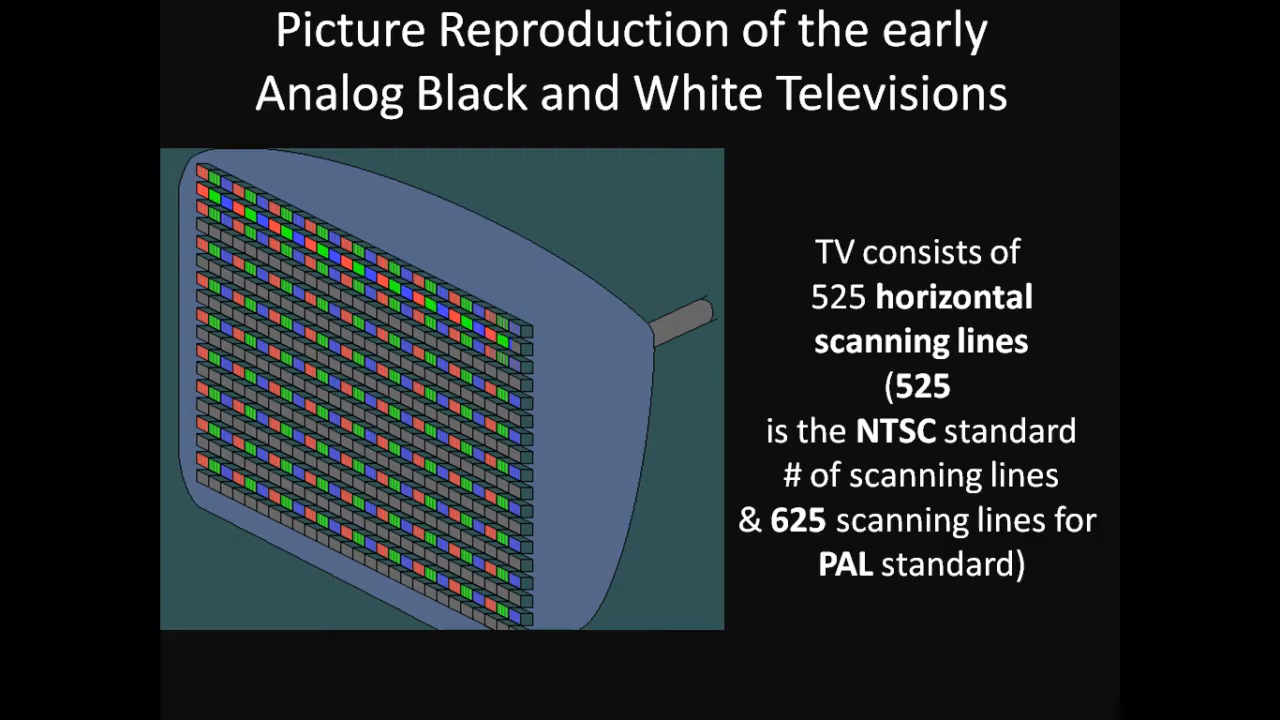 Picture Reproduction of the early
Analog Black and White Televisions
TV consists of
525 horizontal
scanning lines
(525
is the NTSC standard
# of scanning lines
& 625 scanning lines for
PAL standard)